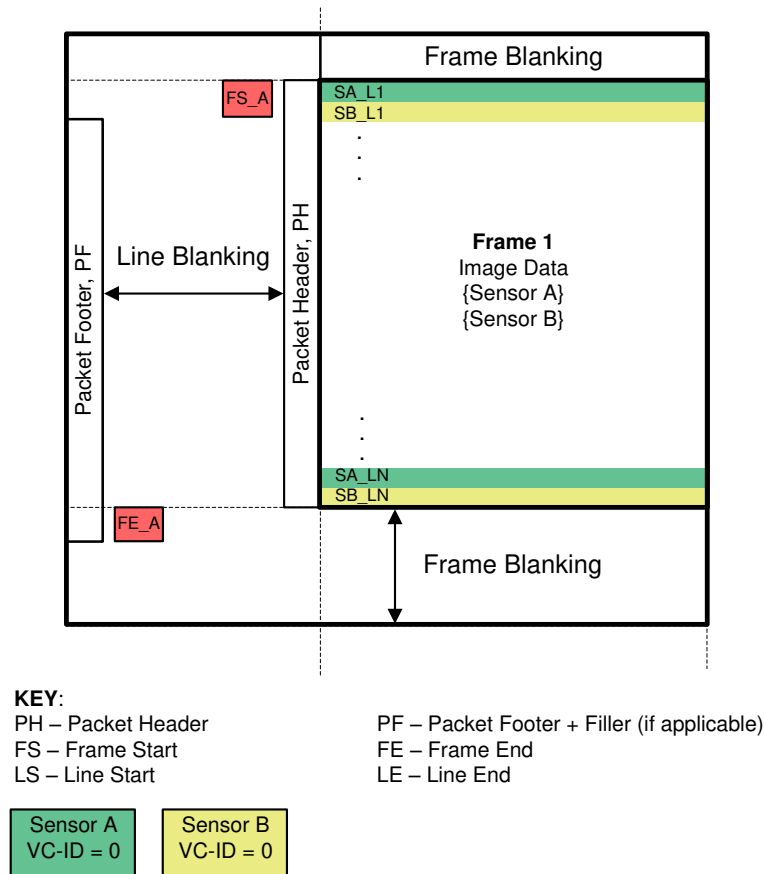 Frame Blanking
FS_A
SA_L1
SB_L1
.
.
.
Packet Footer, PF
Line Blanking
Packet Header, PH
Frame 1
Image Data
{Sensor A}
{Sensor B}
.
.
.
SA_LN
SB_LN
FE_A
Frame Blanking
KEY:
PH – Packet Header
PF – Packet Footer + Filler (if applicable)
FS – Frame Start
FE – Frame End
LS – Line Start
LE – Line End
Sensor A
VC-ID = 0
Sensor B
VC-ID = 0